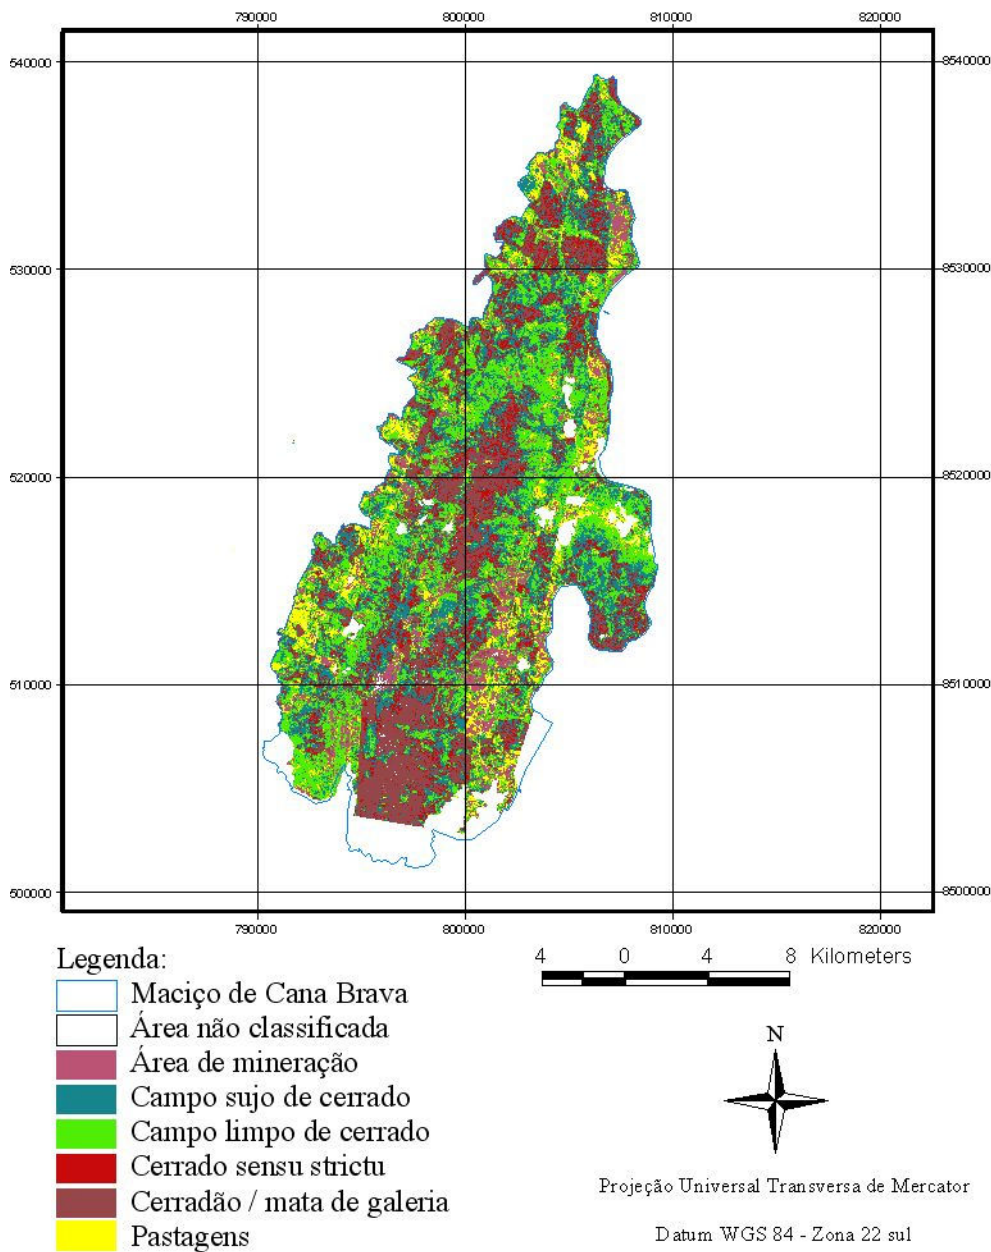 790000 800000 810000 820000
540000 8540000
530000 8530000
520000 8520000
510000 8510000
500000 8500000
790000 800000 810000 820000
4 0 4 8 Kilometers
Legenda:
Maciço de Cana Brava
Área não classificada
Área de mineração
Campo sujo de cerrado
Campo limpo de cerrado
Cerrado sensu strictu
Cerradão / mata de galeria
Pastagens
N
Projeção Universal Transversa de Mercator
Datum WGS 84 - Zona 22 sul